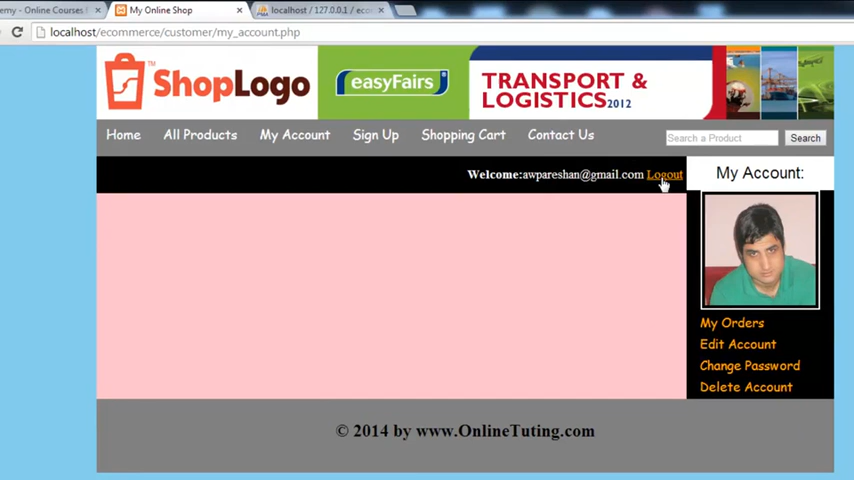 emy - Online Courses
My Online Shop
localhost / 127.0.0.1 / eco
localhost/ecommerce/customer/my_account.php
ShopLogo
TM
easyFairs
TRANSPORT &
LOGISTICS2012
Home All Products My Account Sign Up Shopping Cart Contact Us Search a Product Search
Welcome:awpareshan@gmail.com Logout
My Account:
My Orders
Edit Account
Change Password
Delete Account
© 2014 by www.OnlineTuting.com